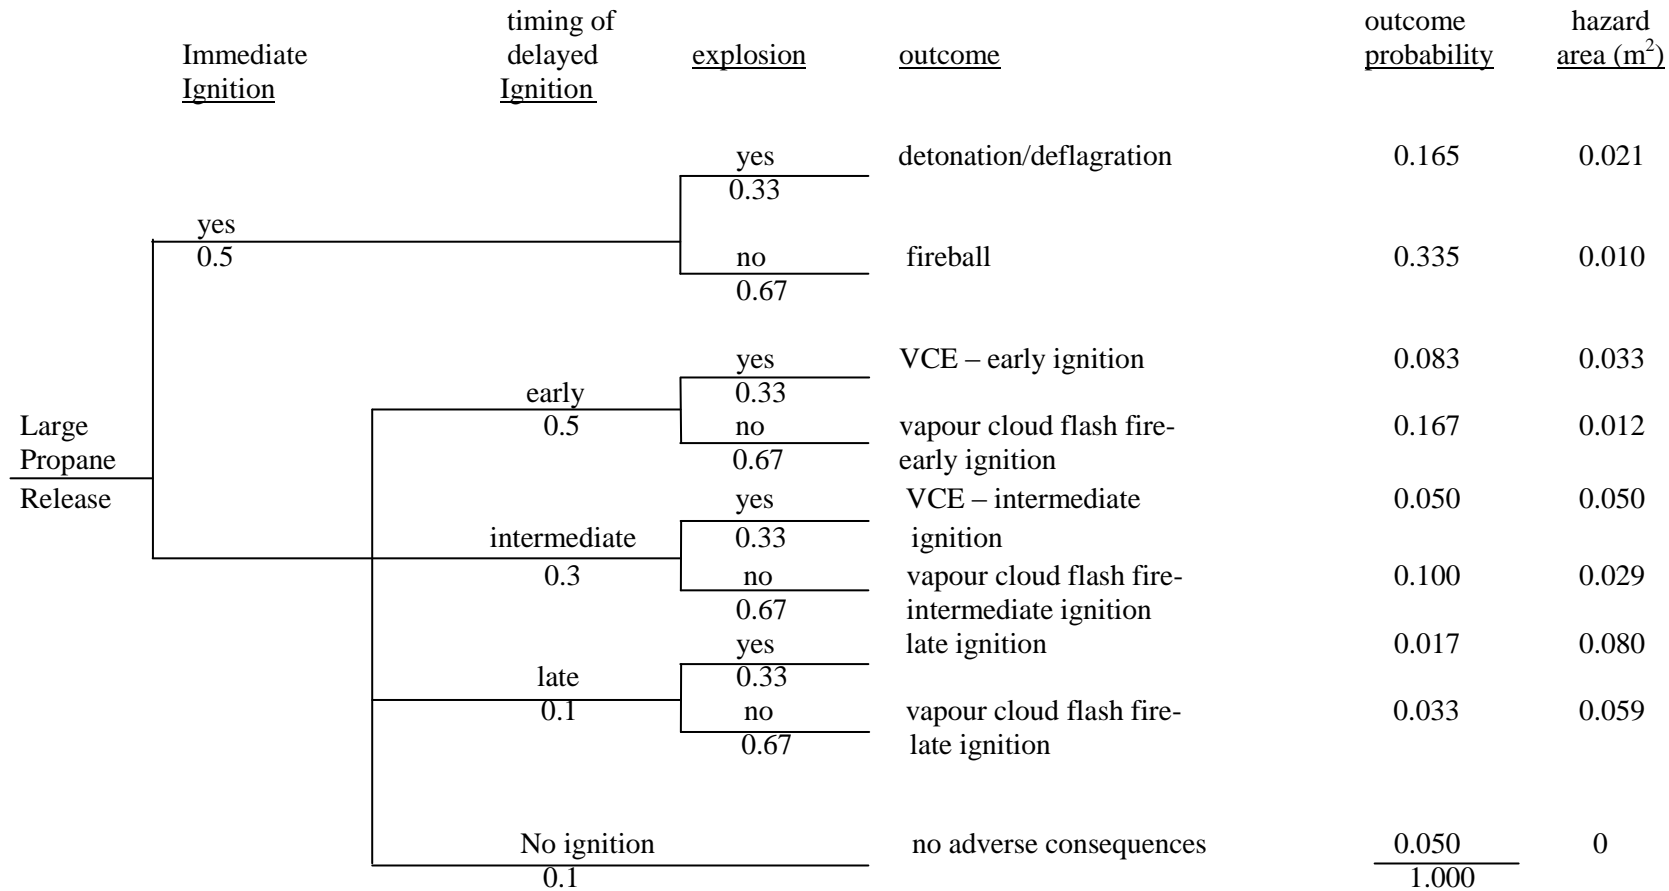 timing of
outcome
hazard
Immediate
delayed
explosion
outcome
probability
area (m2)
Ignition
Ignition
yes
detonation/deflagration
0.165
0.021
0.33
yes
0.5
no
fireball
0.335
0.010
0.67
yes
VCE – early ignition
0.083
0.033
early
0.33
Large
0.5
no
vapour cloud flash fire-
0.167
0.012
Propane
0.67
early ignition
Release
yes
VCE – intermediate
0.050
0.050
intermediate
0.33
ignition
0.3
no
vapour cloud flash fire-
0.100
0.029
0.67
intermediate ignition
yes
late ignition
0.017
0.080
late
0.33
0.1
no
vapour cloud flash fire-
0.033
0.059
0.67
late ignition
No ignition
no adverse consequences
0.050
0
0.1
1.000